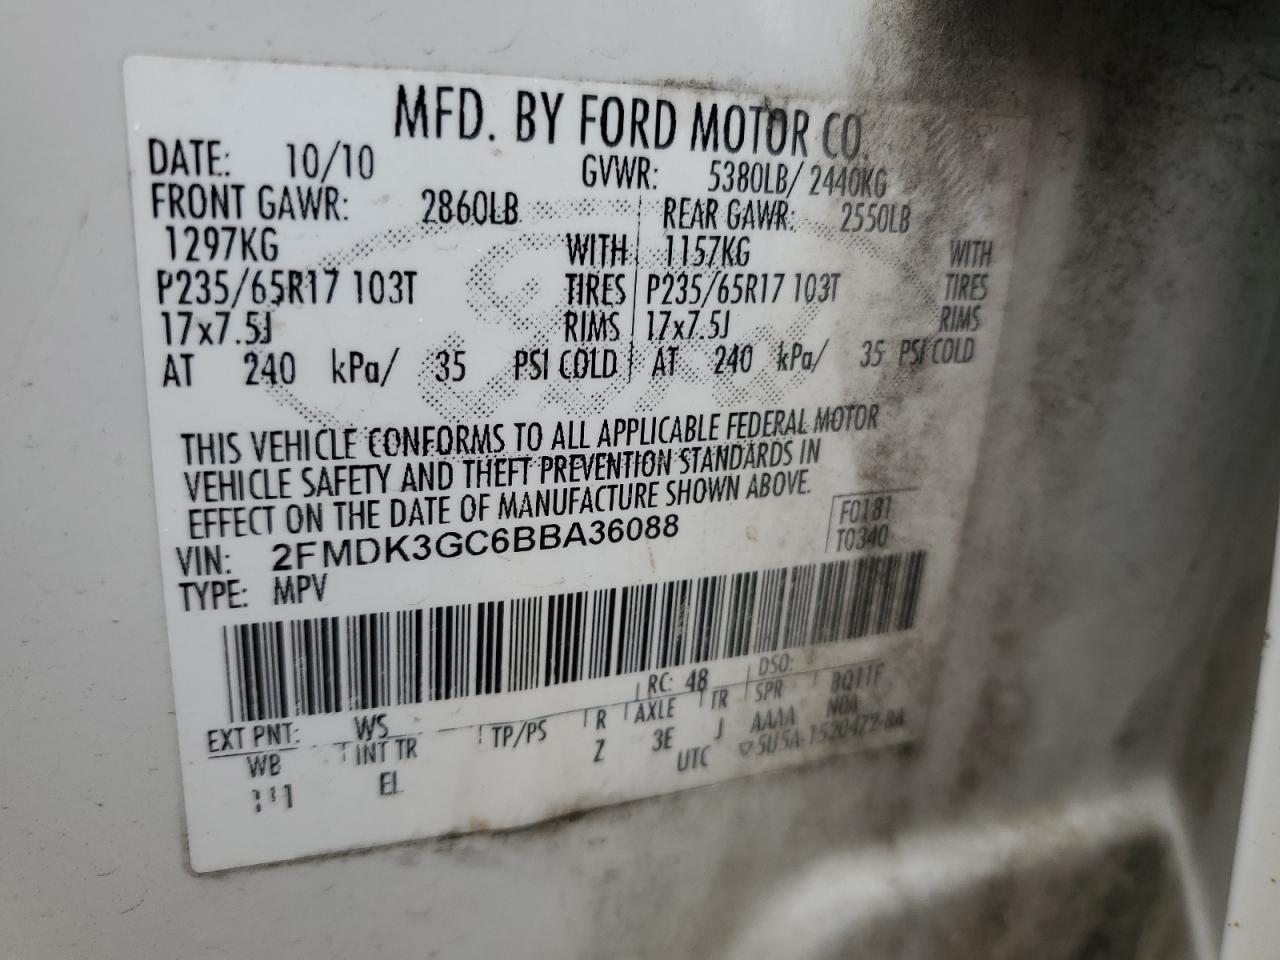 MFD. BY FORD MOTOR CO.
DATE: 10/10 GVWR: 5380LB/ 2440KG
FRONT GAWR: 2860LB REAR GAWR: 2550LB
1297KG WITH 1157KG WITH
P235/65R17 103T TIRES P235/65R17 103T TIRES
17x7.5J RIMS 17x7.5J RIMS
AT 240 kPa/ 35 PSI COLD AT 240 kPa/ 35 PSI COLD
THIS VEHICLE CONFORMS TO ALL APPLICABLE FEDERAL MOTOR
VEHICLE SAFETY AND THEFT PREVENTION STANDARDS IN
EFFECT ON THE DATE OF MANUFACTURE SHOWN ABOVE.
VIN: 2FMDK3GC6BBA36088 F0181
TYPE: MPV T0340
EXT PNT: WS RC: 48 DSO:
WB INT TR TP/PS R AXLE TR SPR BQ11F
EL Z 3E J AAAA N0A
UTC